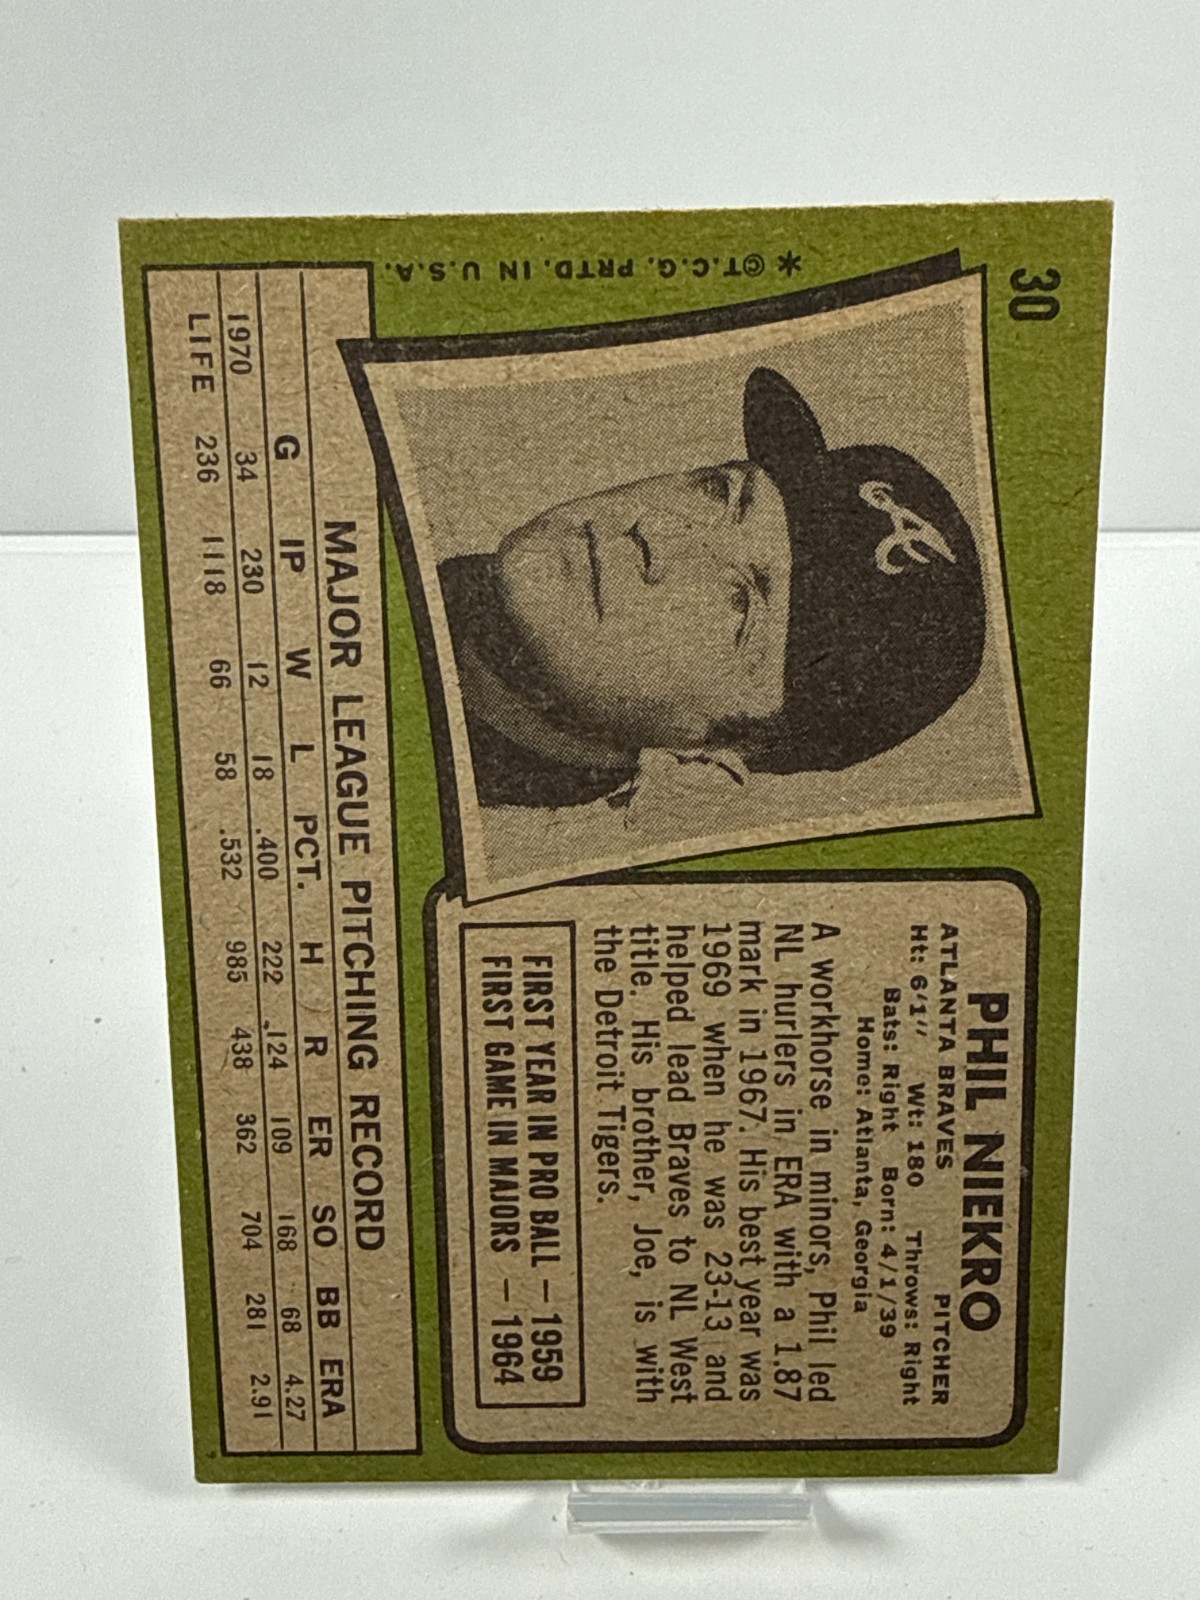 30
*©T.C.G. PRTD. IN U.S.A.
A
PHIL NIEKRO
ATLANTA BRAVES PITCHER
Ht: 6'1" Wt: 180 Throws: Right
Bats: Right Born: 4/1/39
Home: Atlanta, Georgia
A workhorse in minors, Phil led
NL hurlers in ERA with a 1.87
mark in 1967. His best year was
1969 when he was 23-13 and
helped lead Braves to NL West
title. His brother, Joe, is with
the Detroit Tigers.
FIRST YEAR IN PRO BALL — 1959
FIRST GAME IN MAJORS — 1964
MAJOR LEAGUE PITCHING RECORD
G IP W L PCT. H R ER SO BB ERA
1970 34 230 12 18 .400 222 124 109 168 68 4.27
LIFE 236 1118 66 58 .532 985 438 362 704 281 2.91